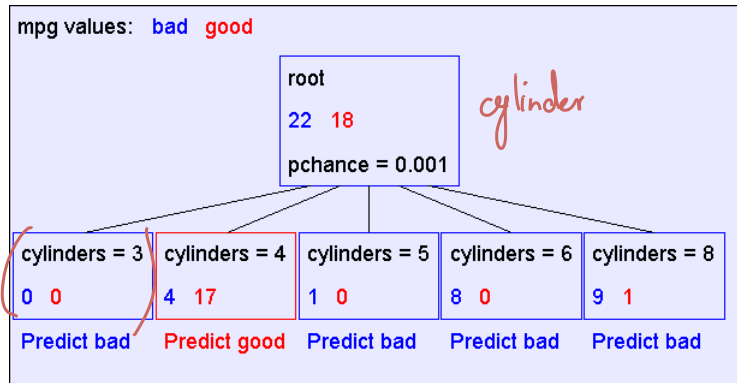 mpg values: bad good
root
22 18
pchance = 0.001
cylinder
cylinders = 3 cylinders = 4 cylinders = 5 cylinders = 6 cylinders = 8
0 0 4 17 1 0 8 0 9 1
Predict bad Predict good Predict bad Predict bad Predict bad